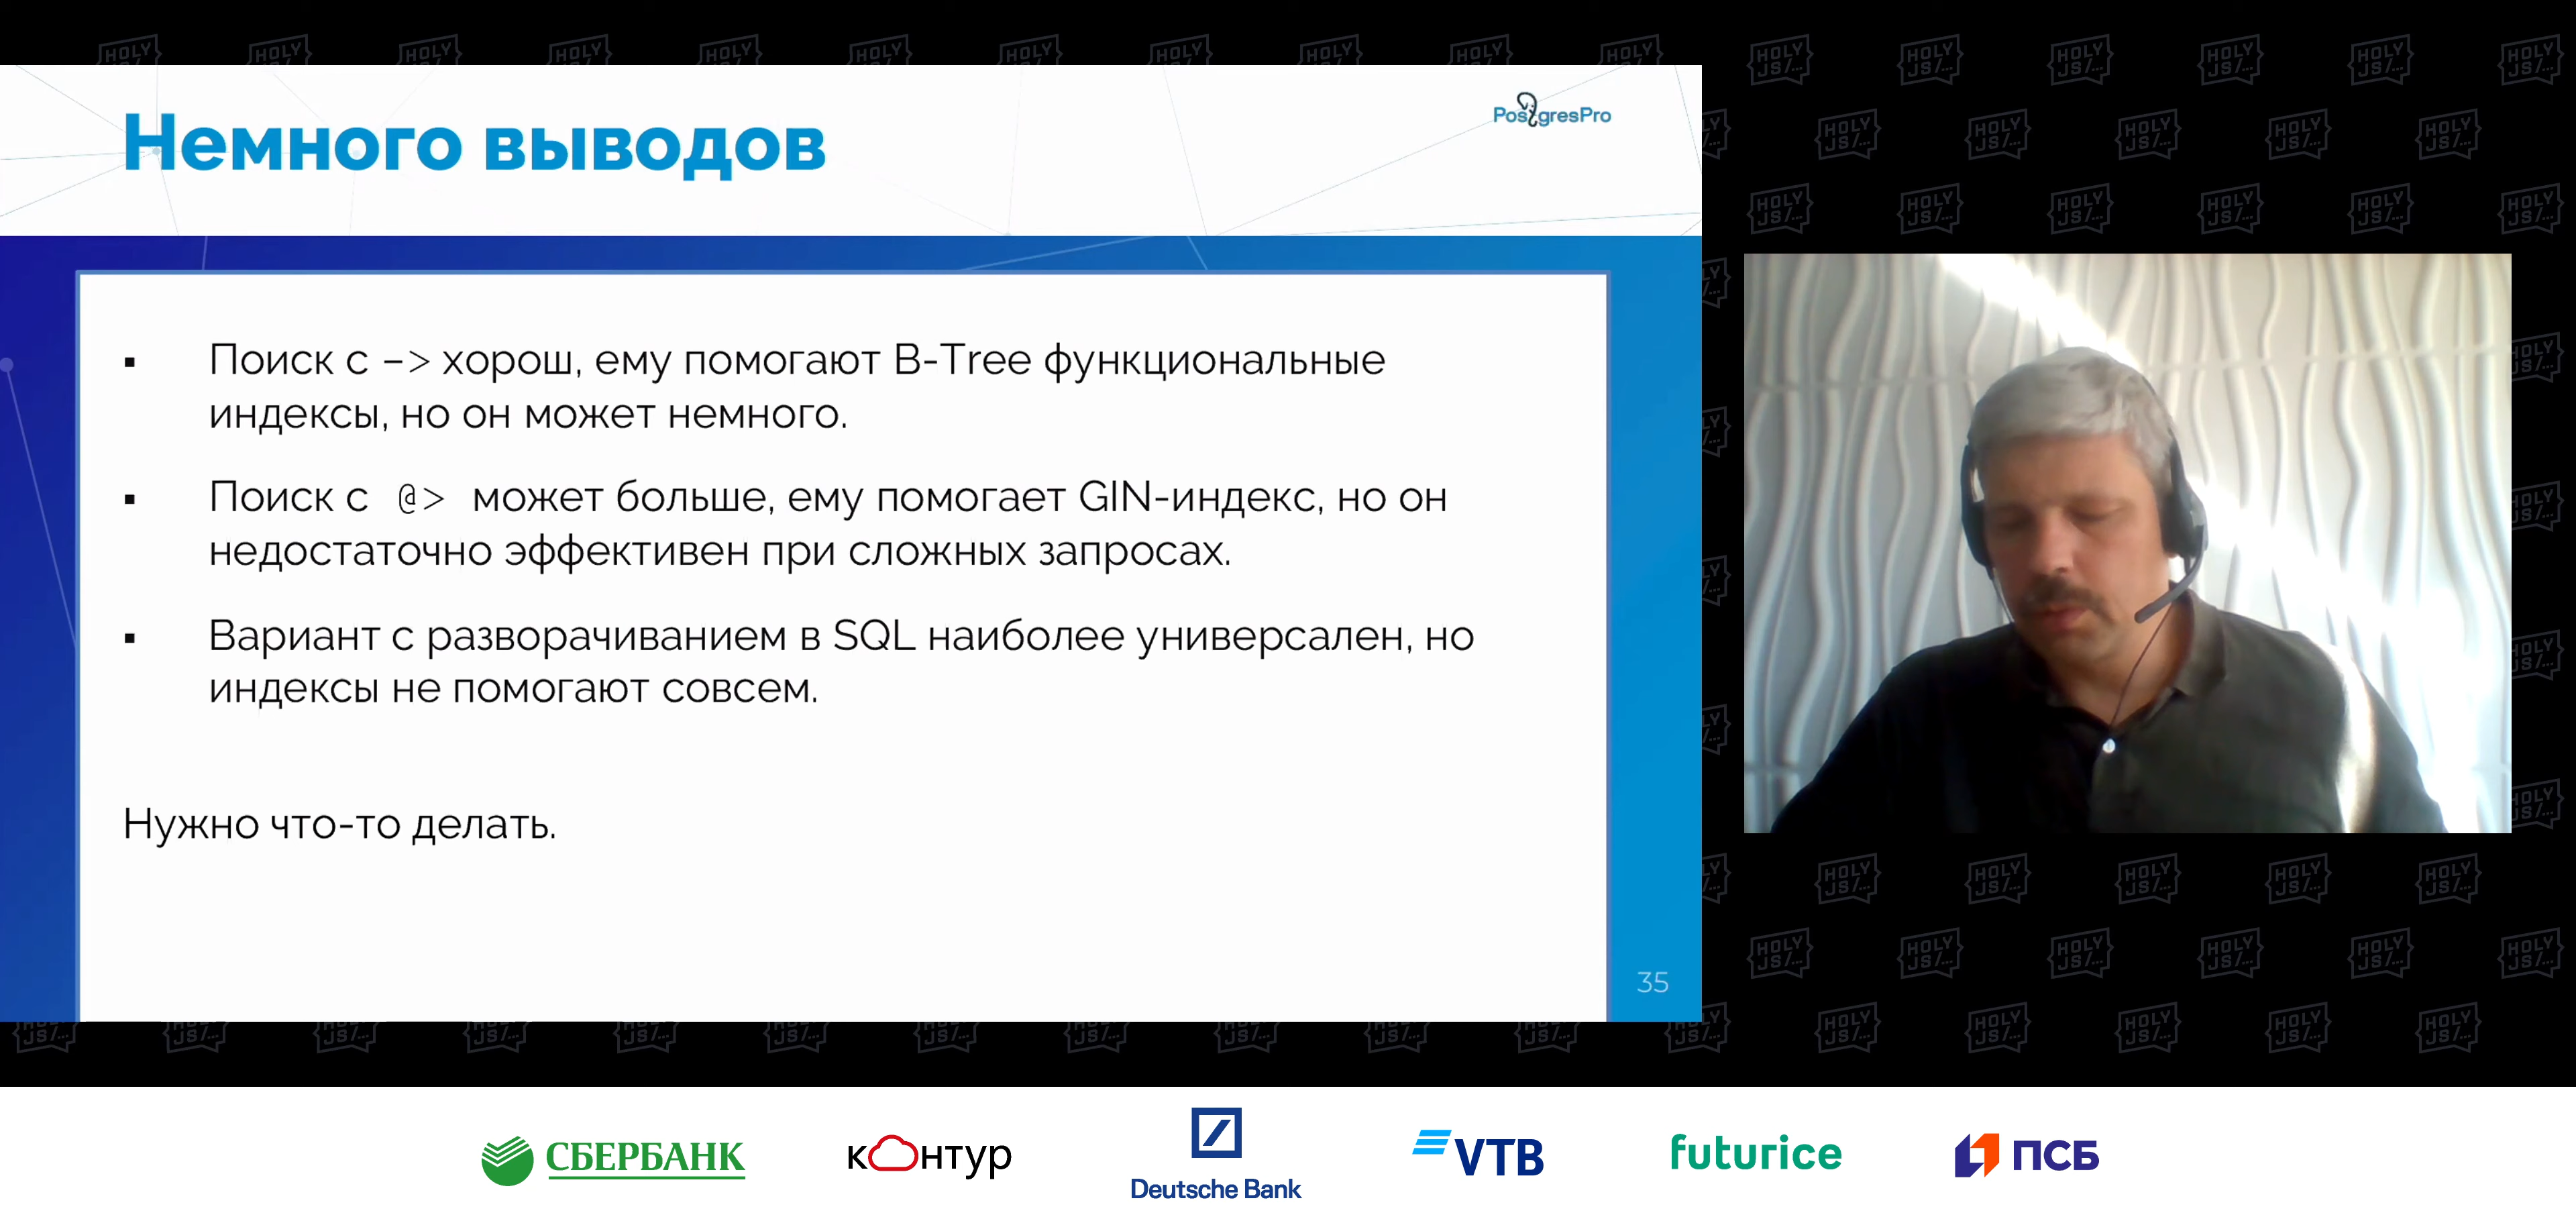 Немного выводов
PostgresPro
▪ Поиск с –> хорош, ему помогают B-Tree функциональные
индексы, но он может немного.
▪ Поиск с @> может больше, ему помогает GIN-индекс, но он
недостаточно эффективен при сложных запросах.
▪ Вариант с разворачиванием в SQL наиболее универсален, но
индексы не помогают совсем.
Нужно что-то делать.
35
HOLY
JS/...
СБЕРБАНК
контур
Deutsche Bank
VTB
futurice
ПСБ